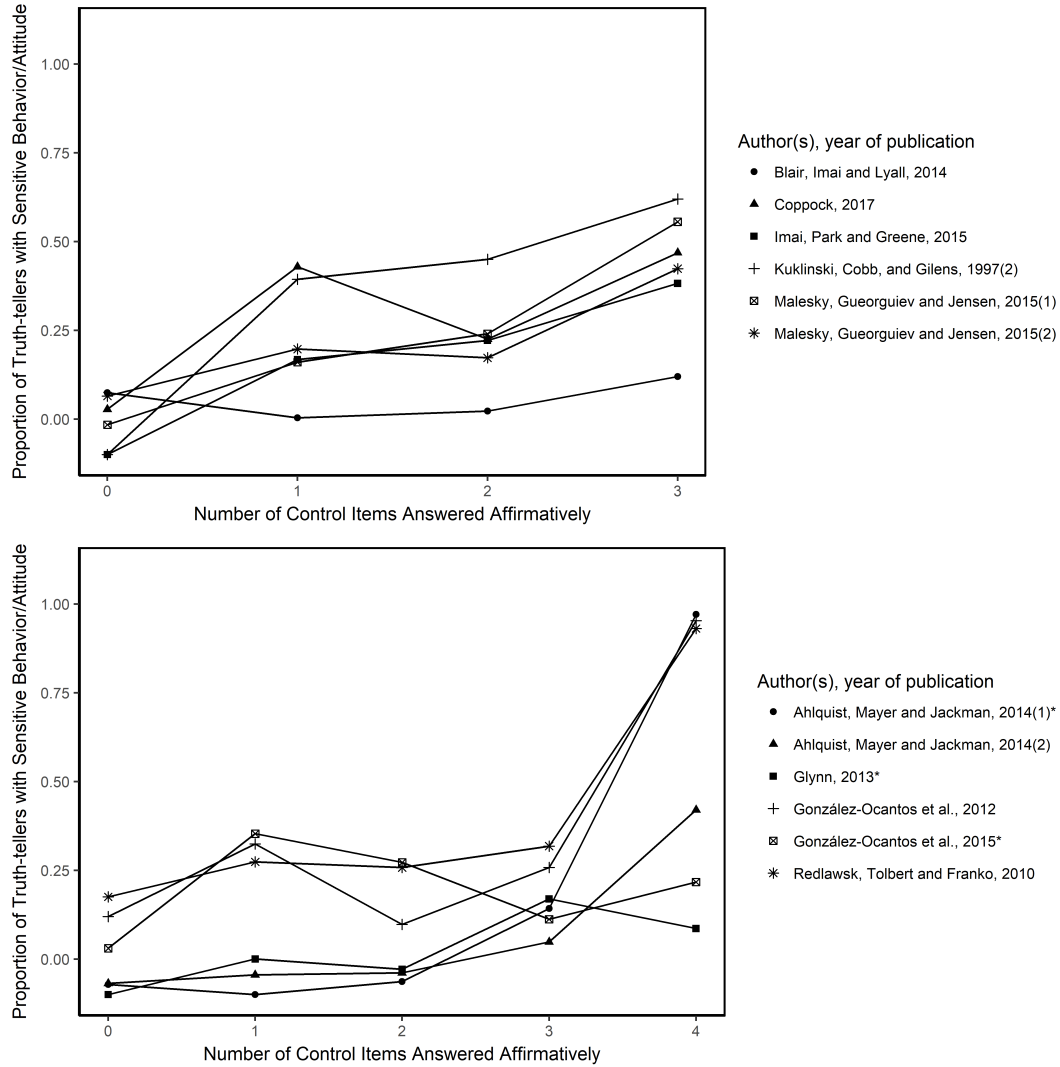 Proportion of Truth-tellers with Sensitive Behavior/Attitude
1.00
0.75
0.50
0.25
0.00
0 1 2 3
Number of Control Items Answered Affirmatively
Author(s), year of publication
Blair, Imai and Lyall, 2014
Coppock, 2017
Imai, Park and Greene, 2015
Kuklinski, Cobb, and Gilens, 1997(2)
Malesky, Gueorguiev and Jensen, 2015(1)
Malesky, Gueorguiev and Jensen, 2015(2)
Proportion of Truth-tellers with Sensitive Behavior/Attitude
1.00
0.75
0.50
0.25
0.00
0 1 2 3 4
Number of Control Items Answered Affirmatively
Author(s), year of publication
Ahlquist, Mayer and Jackman, 2014(1)*
Ahlquist, Mayer and Jackman, 2014(2)
Glynn, 2013*
González-Ocantos et al., 2012
González-Ocantos et al., 2015*
Redlawsk, Tolbert and Franko, 2010